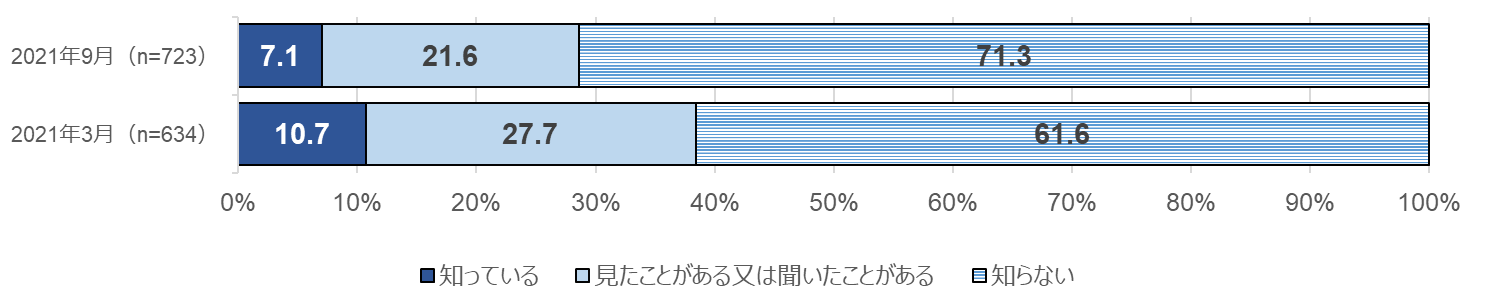 2021年9月（n=723） 7.1 21.6 71.3
2021年3月（n=634） 10.7 27.7 61.6
0% 10% 20% 30% 40% 50% 60% 70% 80% 90% 100%
知っている 見たことがある又は聞いたことがある 知らない